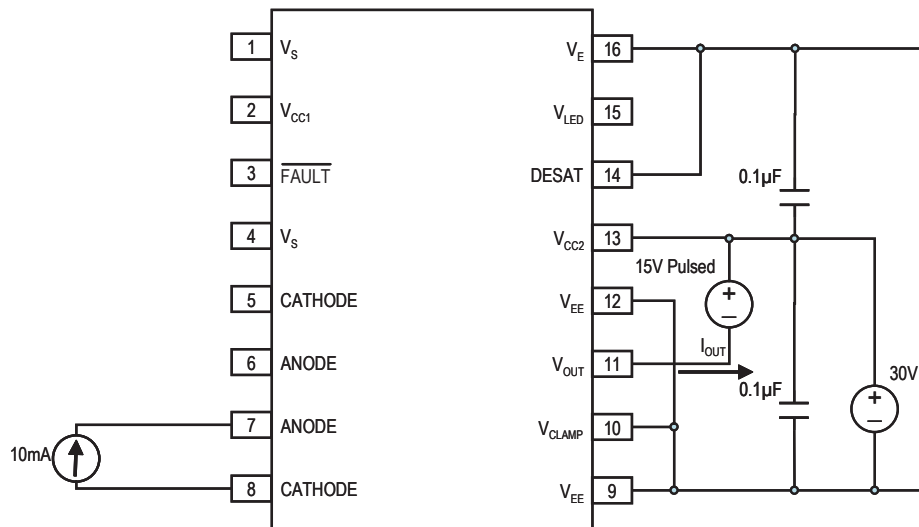 1 V_S V_E 16
2 V_CC1 V_LED 15
3 FAULT DESAT 14 0.1µF
4 V_S V_CC2 13
15V Pulsed
5 CATHODE V_EE 12 +
−
I_OUT
6 ANODE V_OUT 11
30V
0.1µF +
7 ANODE V_CLAMP 10 −
10mA
8 CATHODE V_EE 9